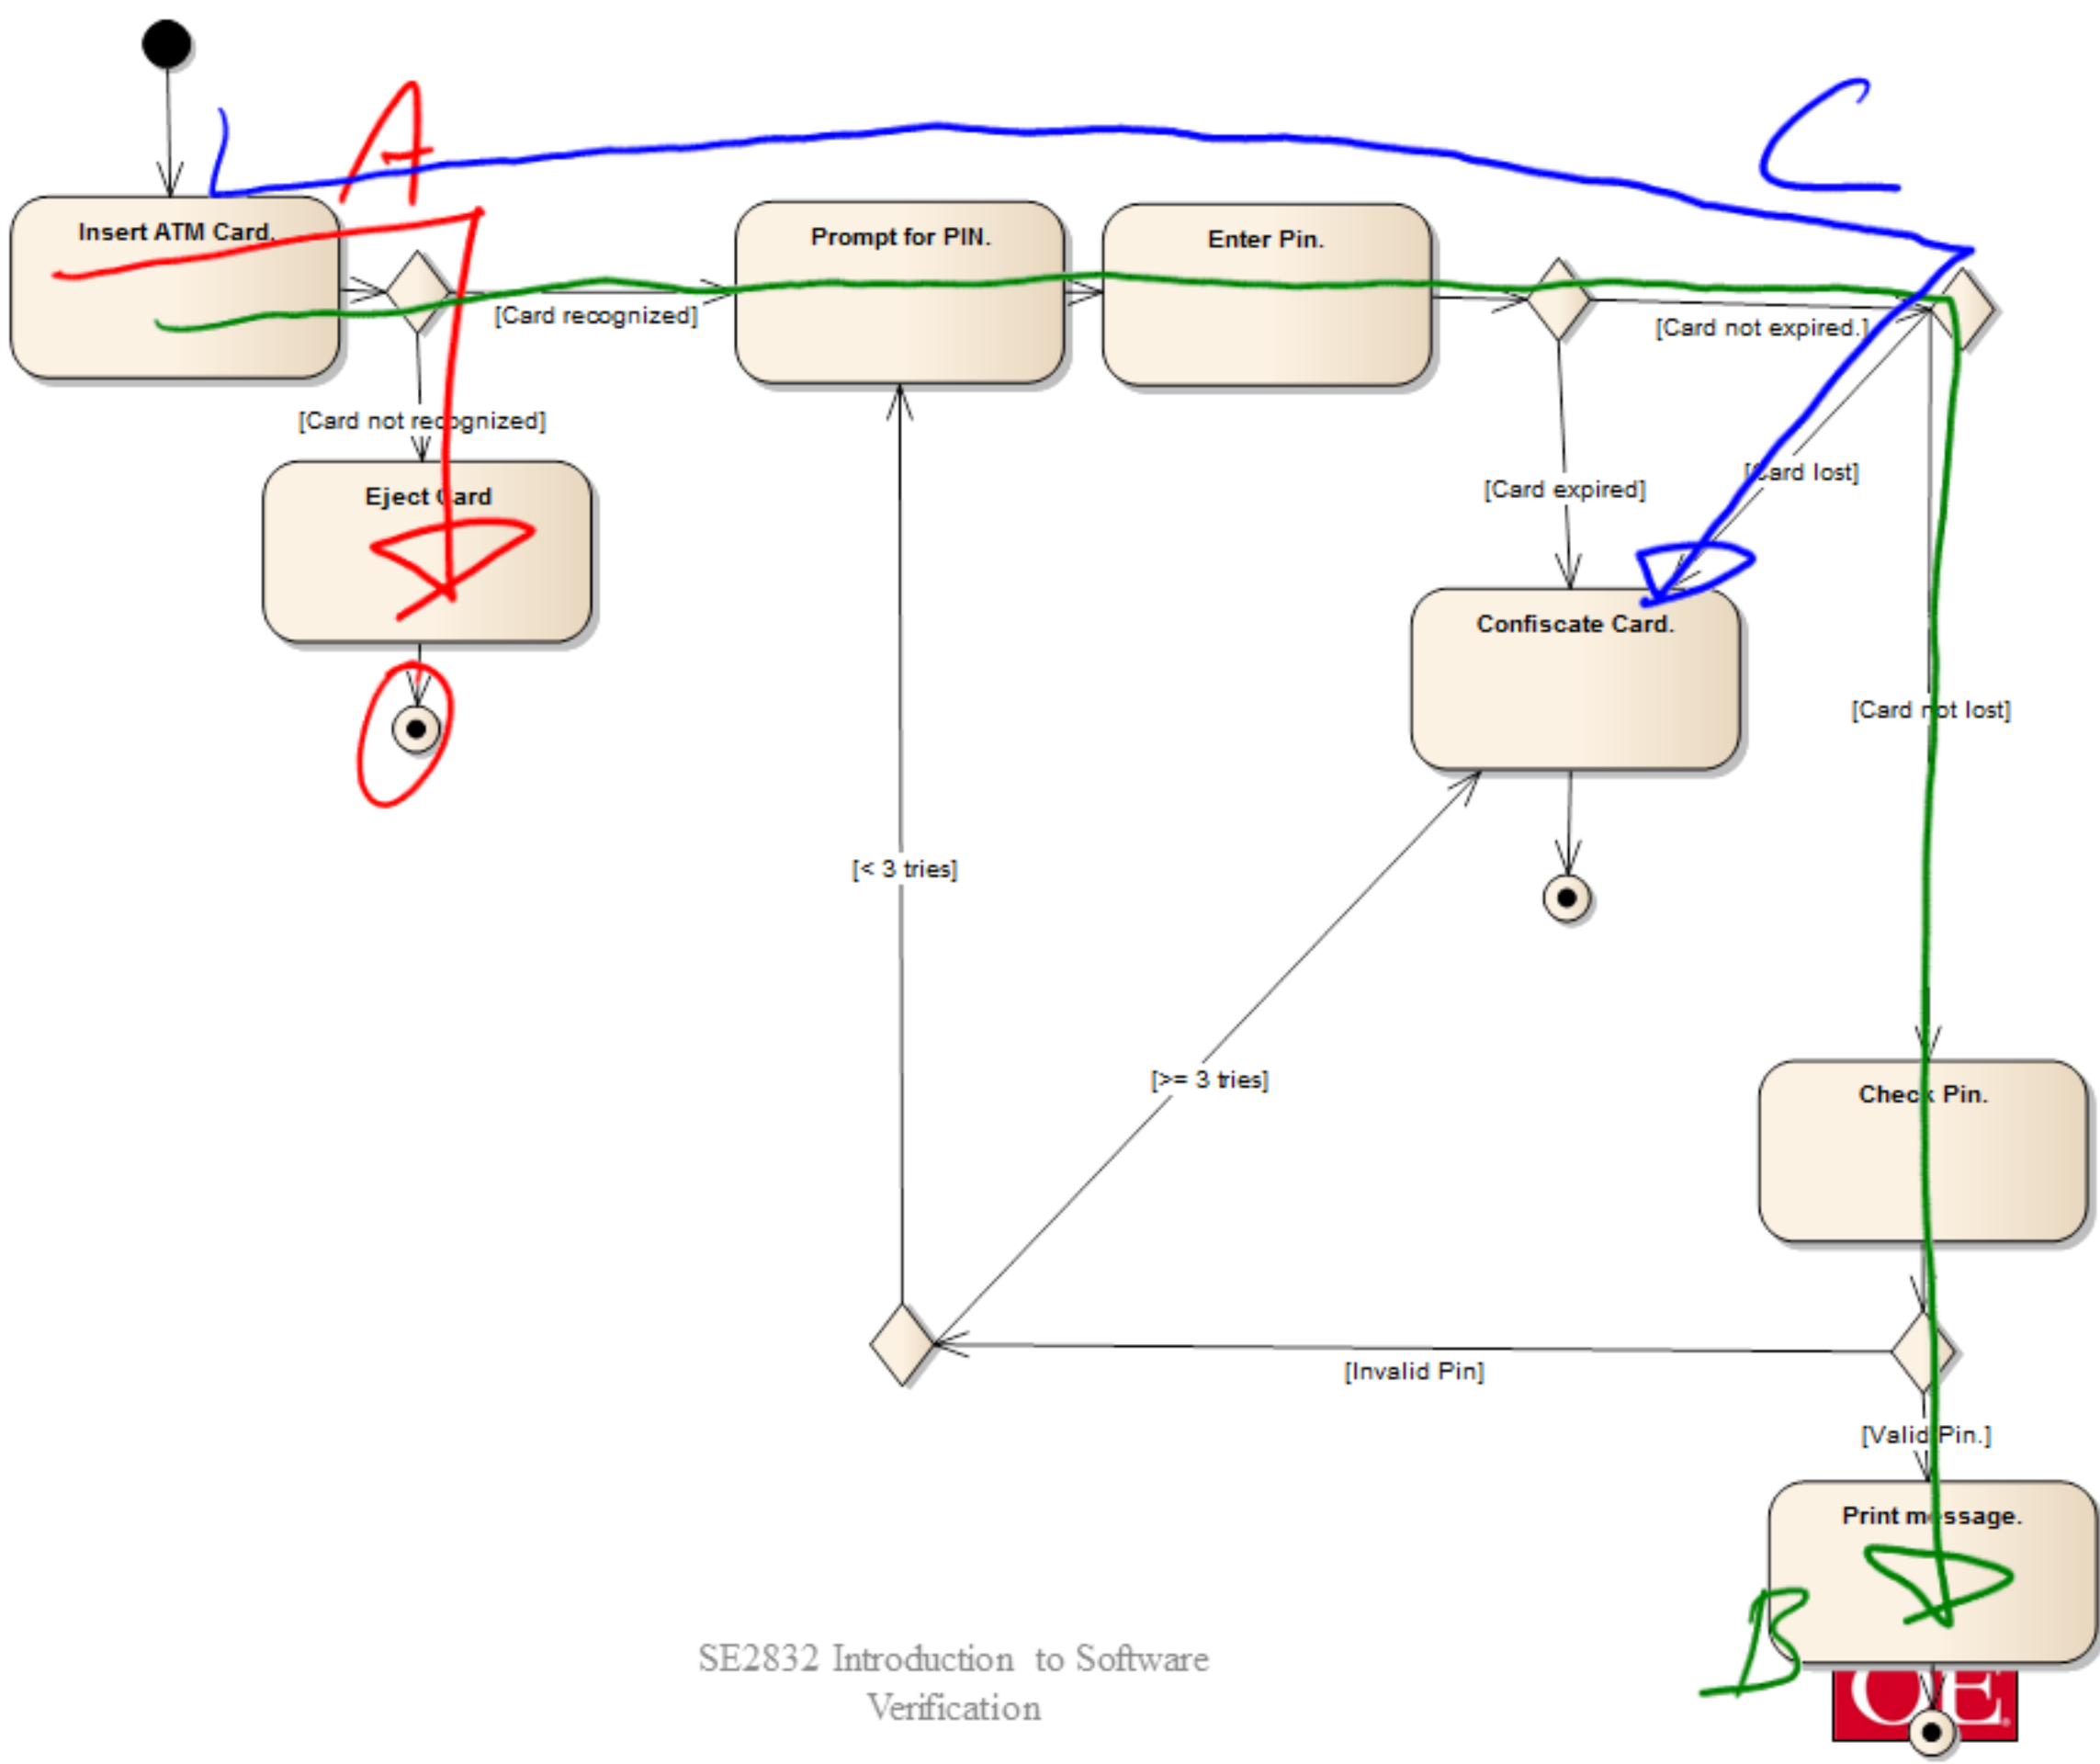 A
C
Insert ATM Card.
Prompt for PIN.
Enter Pin.
[Card recognized]
[Card not expired.]
[Card not recognized]
[Card lost]
[Card expired]
Eject Card
Confiscate Card.
[Card not lost]
[< 3 tries]
[>= 3 tries]
Check Pin.
[Invalid Pin]
[Valid Pin.]
Print message.
B
SE2832 Introduction to Software
Verification
OE